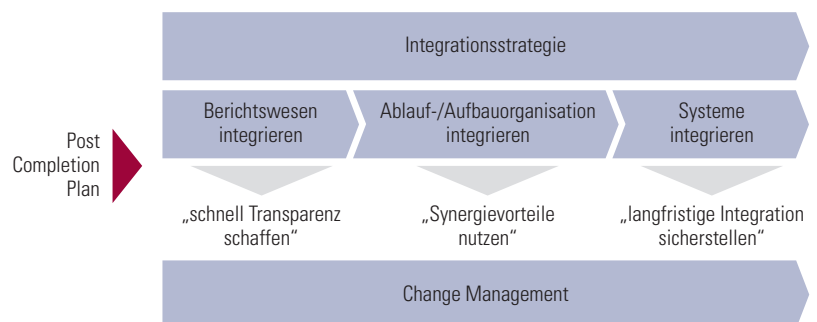 Integrationsstrategie
Post
Completion
Plan
Berichtswesen
integrieren
Ablauf-/Aufbauorganisation
integrieren
Systeme
integrieren
„schnell Transparenz
schaffen“
„Synergievorteile
nutzen“
„langfristige Integration
sicherstellen“
Change Management